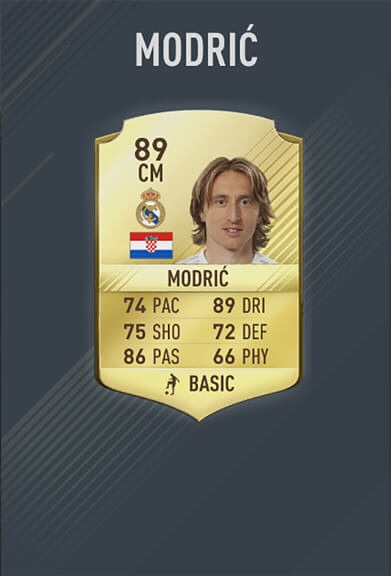 MODRIĆ
89
CM
MODRIĆ
74 PAC 89 DRI
75 SHO 72 DEF
86 PAS 66 PHY
BASIC